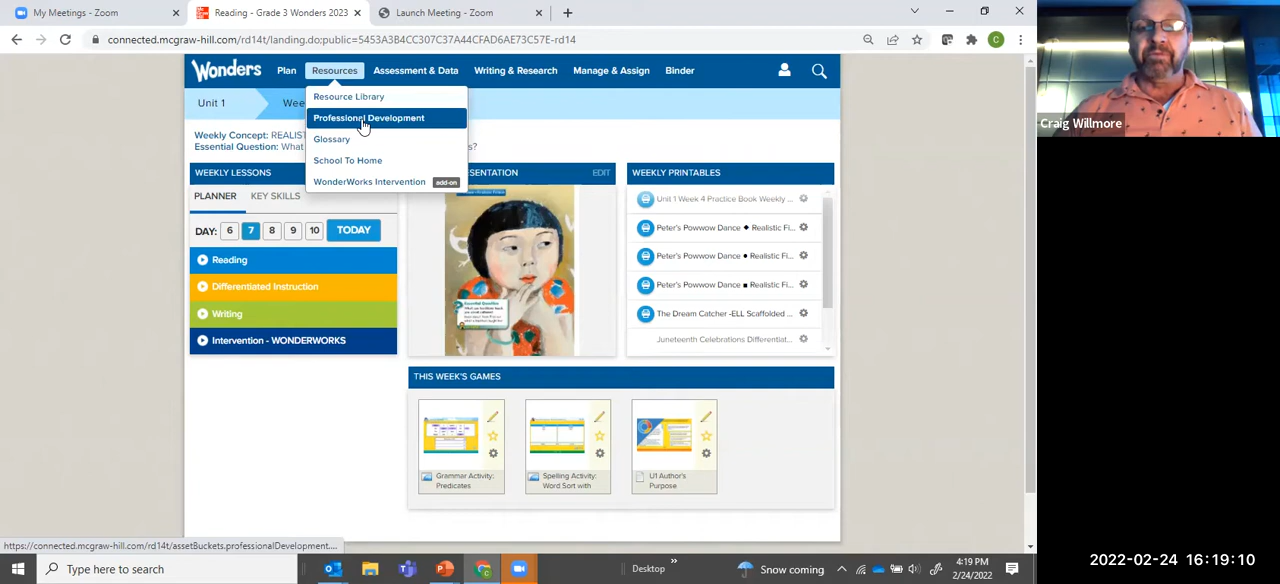 My Meetings - Zoom
Reading - Grade 3 Wonders 2023
Launch Meeting - Zoom
connected.mcgraw-hill.com/rd14t/landing.do;public=5453A3B4CC307C37A44CFAD6AE73C57E-rd14
C
Wonders
Plan
Resources
Assessment & Data
Writing & Research
Manage & Assign
Binder
Craig Willmore
Unit 1
Resource Library
Professional Development
Glossary
School To Home
WonderWorks Intervention
add-on
Weekly Concept: REALIST
Essential Question: What
WEEKLY LESSONS
EDIT
WEEKLY PRINTABLES
PLANNER
KEY SKILLS
DAY: 6 7 8 9 10 TODAY
Reading
Differentiated Instruction
Writing
Intervention - WONDERWORKS
Essential Question
Unit 1 Week 4 Practice Book Weekly ...
Peter's Powwow Dance ◆ Realistic Fi...
Peter's Powwow Dance ● Realistic Fi...
Peter's Powwow Dance ■ Realistic Fi...
The Dream Catcher -ELL Scaffolded ...
Juneteenth Celebrations Differentiat...
THIS WEEK'S GAMES
Grammar Activity: Predicates
Spelling Activity: Word Sort with
U1 Author's Purpose
https://connected.mcgraw-hill.com/rd14t/assetBuckets.professionalDevelopment....
Type here to search
Desktop
Snow coming
4:19 PM
2/24/2022
2022-02-24 16:19:10